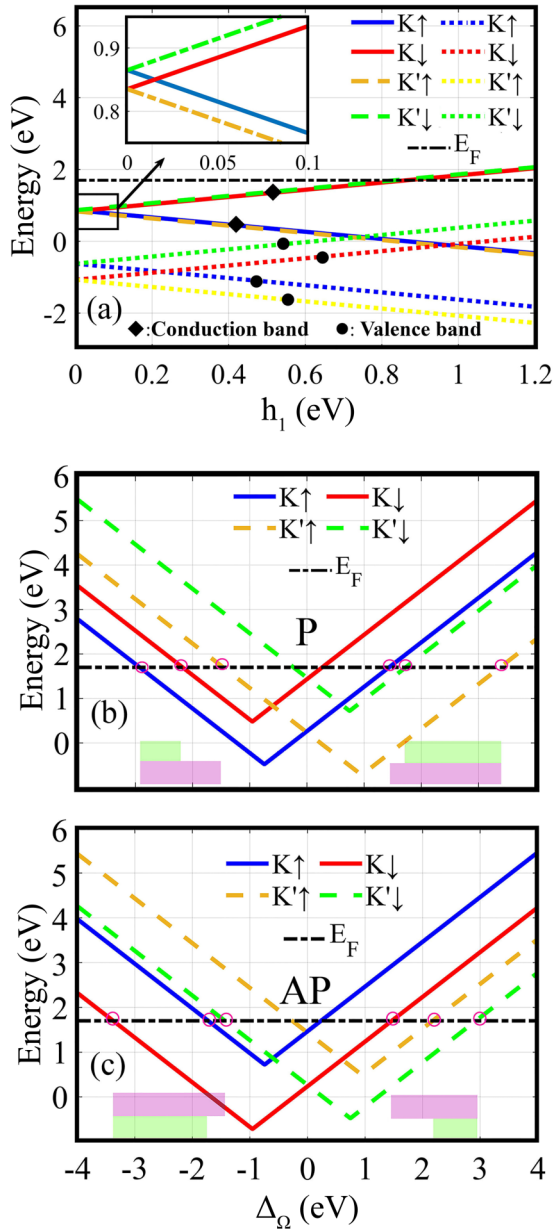 6
4
2
0
-2
Energy (eV)
0.9
0.8
0
0.05
0.1
K↑
K↑
K↓
K↓
K'↑
K'↑
K'↓
K'↓
E_F
(a)
◆:Conduction band ●: Valence band
0 0.2 0.4 0.6 0.8 1 1.2
h_1 (eV)
6
5
4
3
2
1
0
Energy (eV)
K↑ K↓
K'↑ K'↓
E_F
P
(b)
6
5
4
3
2
1
0
Energy (eV)
K↑ K↓
K'↑ K'↓
E_F
AP
(c)
-4 -3 -2 -1 0 1 2 3 4
Δ_Ω (eV)